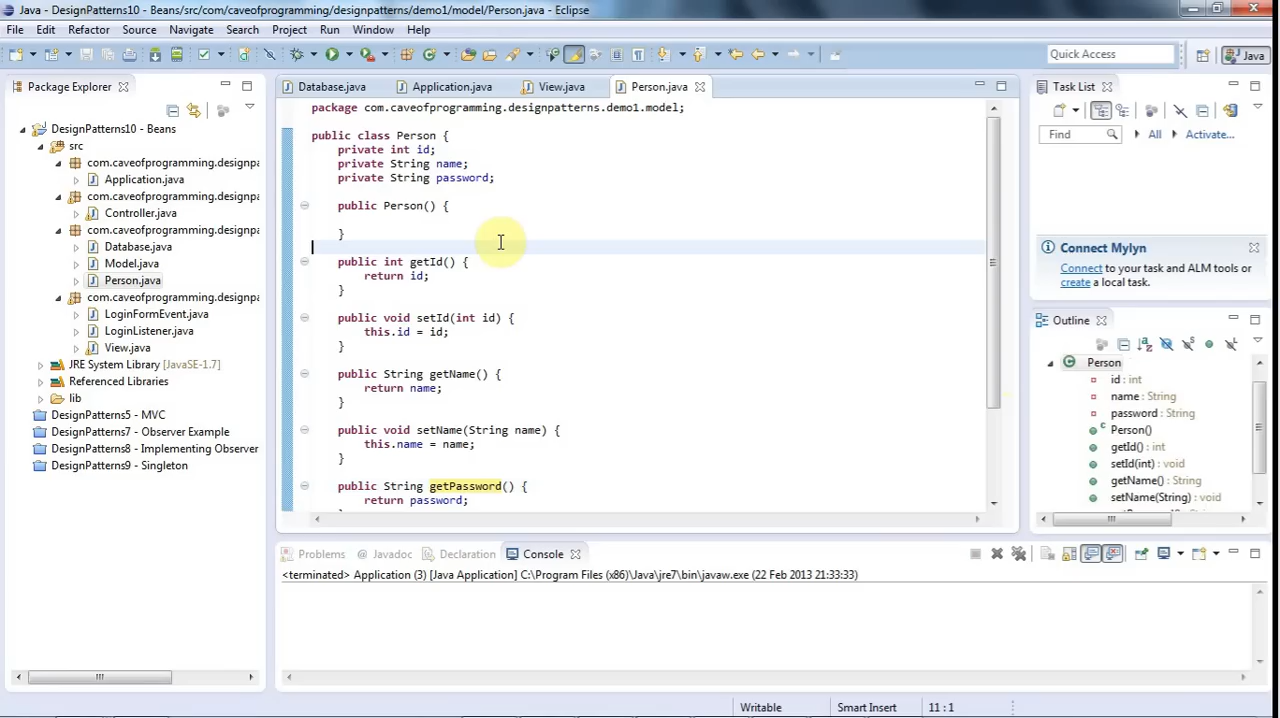 Java - DesignPatterns10 - Beans/src/com/caveofprogramming/designpatterns/demo1/model/Person.java - Eclipse
File Edit Refactor Source Navigate Search Project Run Window Help
Quick Access
Java
Package Explorer
DesignPatterns10 - Beans
src
com.caveofprogramming.designpa
Application.java
com.caveofprogramming.designpa
Controller.java
com.caveofprogramming.designpa
Database.java
Model.java
Person.java
com.caveofprogramming.designpa
LoginFormEvent.java
LoginListener.java
View.java
JRE System Library [JavaSE-1.7]
Referenced Libraries
lib
DesignPatterns5 - MVC
DesignPatterns7 - Observer Example
DesignPatterns8 - Implementing Observer
DesignPatterns9 - Singleton
Database.java Application.java View.java Person.java
package com.caveofprogramming.designpatterns.demo1.model;
public class Person {
private int id;
private String name;
private String password;
public Person() {
}
public int getId() {
return id;
}
public void setId(int id) {
this.id = id;
}
public String getName() {
return name;
}
public void setName(String name) {
this.name = name;
}
public String getPassword() {
return password;
Task List
Find All Activate...
Connect Mylyn
Connect to your task and ALM tools or
create a local task.
Outline
Person
id : int
name : String
password : String
Person()
getId() : int
setId(int) : void
getName() : String
setName(String) : void
Problems @ Javadoc Declaration Console
<terminated> Application (3) [Java Application] C:\Program Files (x86)\Java\jre7\bin\javaw.exe (22 Feb 2013 21:33:33)
Writable Smart Insert 11 : 1